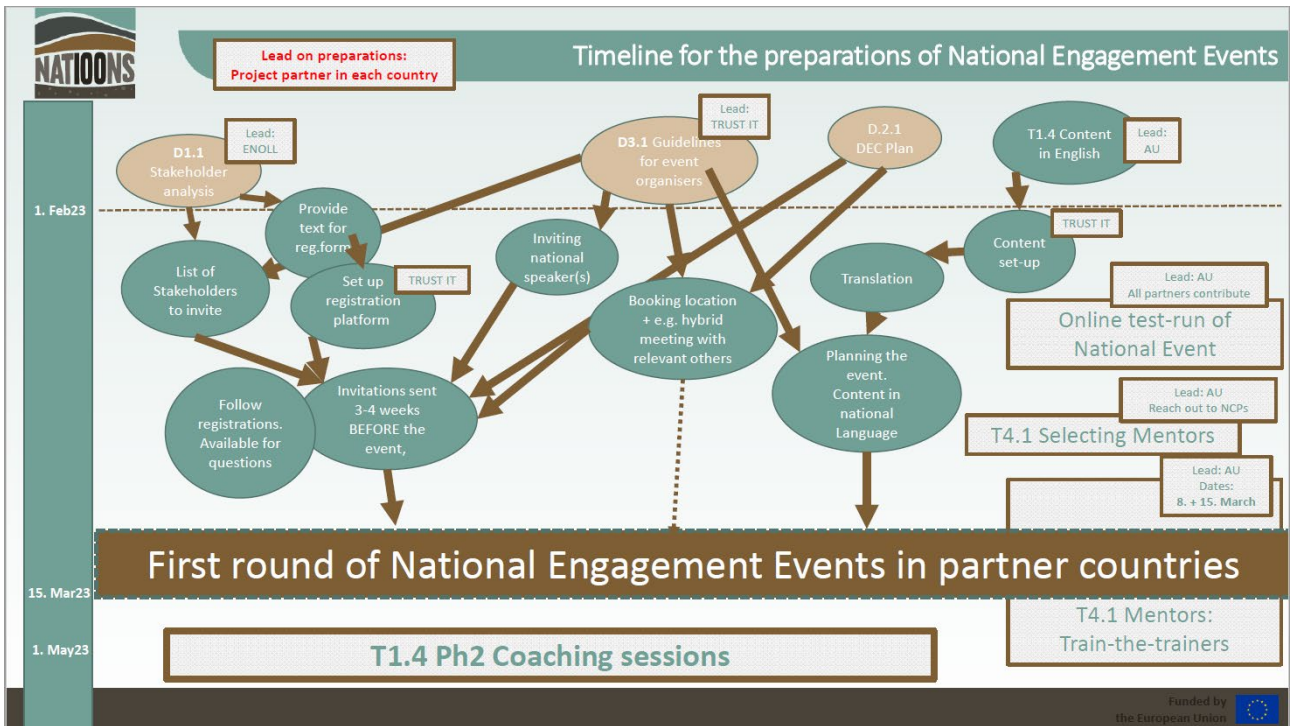 NATIOONS
Lead on preparations:
Project partner in each country
Timeline for the preparations of National Engagement Events
D1.1
Stakeholder
analysis
Lead:
ENOLL
D3.1 Guidelines
for event
organisers
Lead:
TRUST IT
D.2.1
DEC Plan
T1.4 Content
in English
Lead:
AU
1. Feb23
Provide
text for
reg.form
List of
Stakeholders
to invite
Set up
registration
platform
TRUST IT
Inviting
national
speaker(s)
Booking location
+ e.g. hybrid
meeting with
relevant others
Translation
Content
set-up
TRUST IT
Lead: AU
All partners contribute
Online test-run of
National Event
Follow
registrations.
Available for
questions
Invitations sent
3-4 weeks
BEFORE the
event,
Planning the
event.
Content in
national
Language
Lead: AU
Reach out to NCPs
T4.1 Selecting Mentors
Lead: AU
Dates:
8. + 15. March
First round of National Engagement Events in partner countries
15. Mar23
T4.1 Mentors:
Train-the-trainers
1. May23
T1.4 Ph2 Coaching sessions
Funded by
the European Union